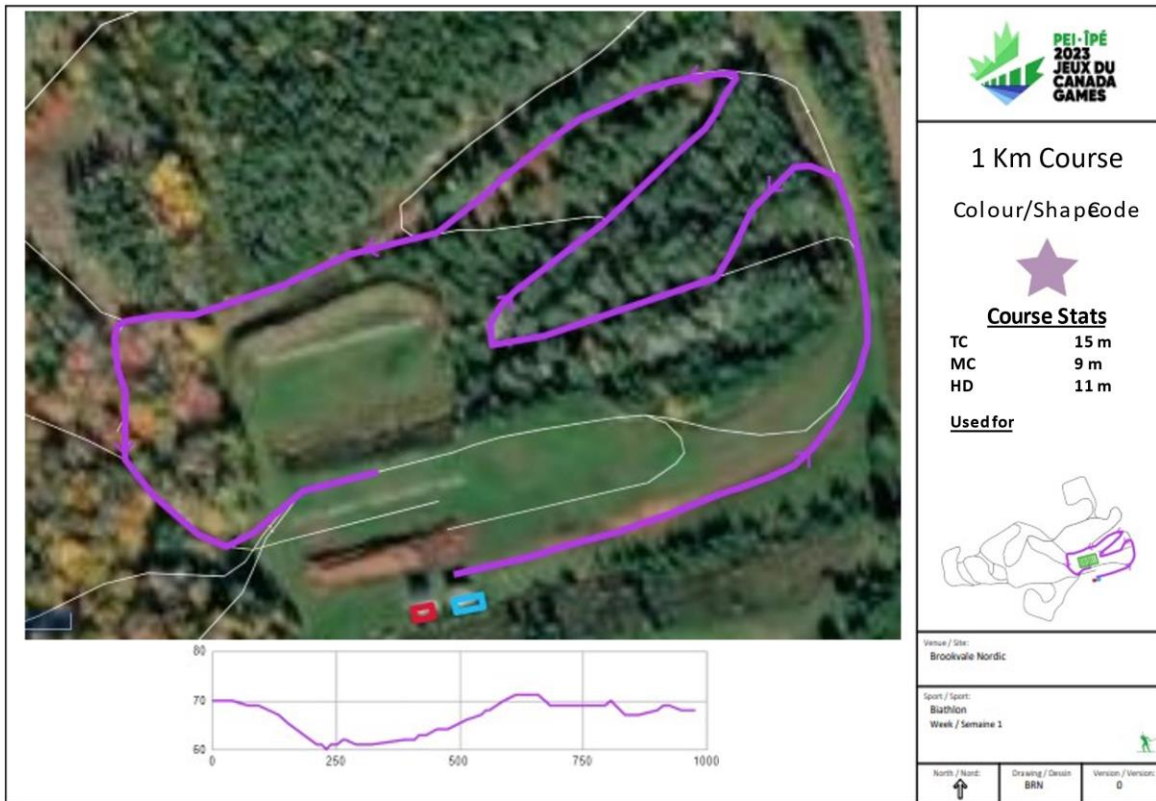 PEI·ÎPÉ
2023
JEUX DU
CANADA
GAMES
1 Km Course
Colour/Shape Code
Course Stats
TC 15 m
MC 9 m
HD 11 m
Used for
Venue / Site:
Brookvale Nordic
Sport / Sport:
Biathlon
Week / Semaine 1
North / Nord:
Drawing / Dessin
BRN
Version / Version:
0
80
70
60
0 250 500 750 1000